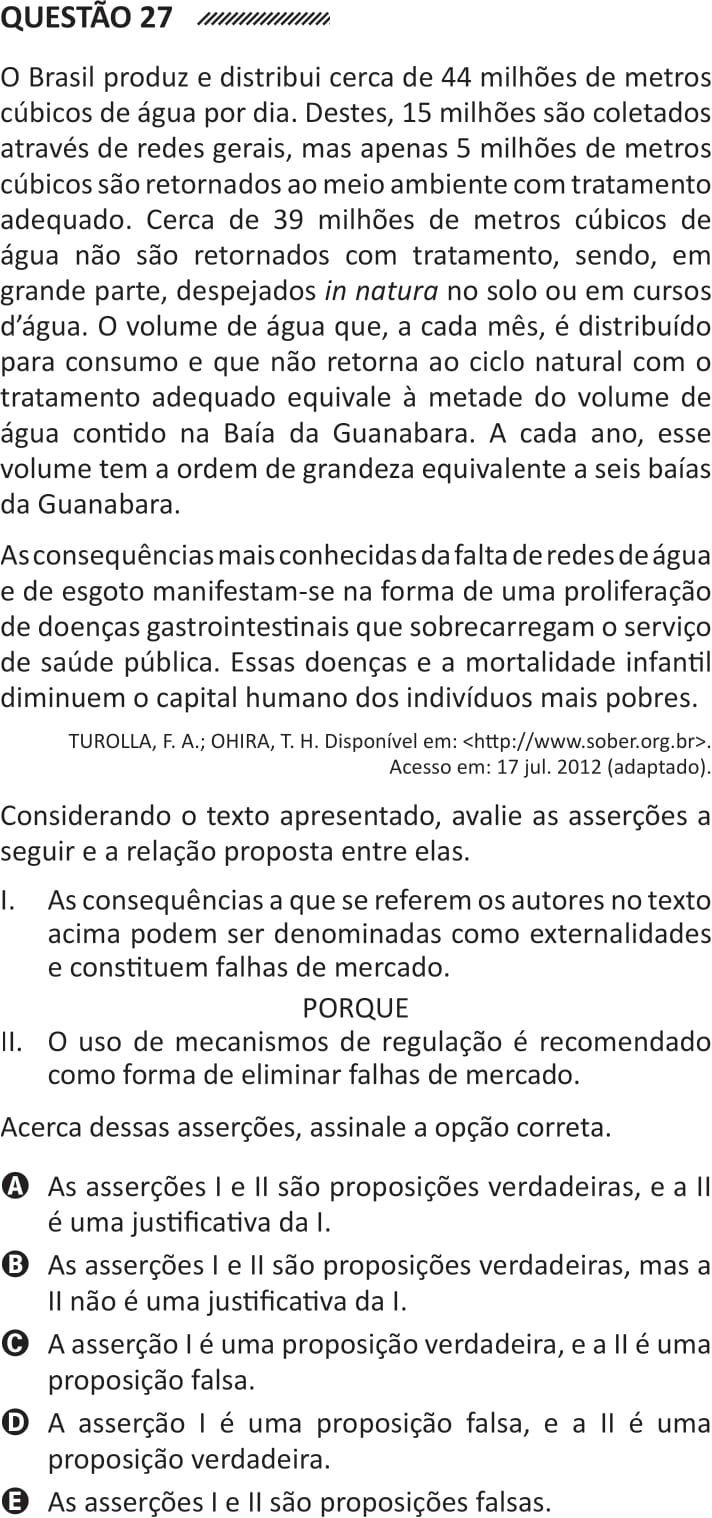 QUESTÃO 27
O Brasil produz e distribui cerca de 44 milhões de metros
cúbicos de água por dia. Destes, 15 milhões são coletados
através de redes gerais, mas apenas 5 milhões de metros
cúbicos são retornados ao meio ambiente com tratamento
adequado. Cerca de 39 milhões de metros cúbicos de
água não são retornados com tratamento, sendo, em
grande parte, despejados in natura no solo ou em cursos
d’água. O volume de água que, a cada mês, é distribuído
para consumo e que não retorna ao ciclo natural com o
tratamento adequado equivale à metade do volume de
água contido na Baía da Guanabara. A cada ano, esse
volume tem a ordem de grandeza equivalente a seis baías
da Guanabara.
As consequências mais conhecidas da falta de redes de água
e de esgoto manifestam-se na forma de uma proliferação
de doenças gastrointestinais que sobrecarregam o serviço
de saúde pública. Essas doenças e a mortalidade infantil
diminuem o capital humano dos indivíduos mais pobres.
TUROLLA, F. A.; OHIRA, T. H. Disponível em: <http://www.sober.org.br>.
Acesso em: 17 jul. 2012 (adaptado).
Considerando o texto apresentado, avalie as asserções a
seguir e a relação proposta entre elas.
I. As consequências a que se referem os autores no texto
acima podem ser denominadas como externalidades
e constituem falhas de mercado.
PORQUE
II. O uso de mecanismos de regulação é recomendado
como forma de eliminar falhas de mercado.
Acerca dessas asserções, assinale a opção correta.
A As asserções I e II são proposições verdadeiras, e a II
é uma justificativa da I.
B As asserções I e II são proposições verdadeiras, mas a
II não é uma justificativa da I.
C A asserção I é uma proposição verdadeira, e a II é uma
proposição falsa.
D A asserção I é uma proposição falsa, e a II é uma
proposição verdadeira.
E As asserções I e II são proposições falsas.